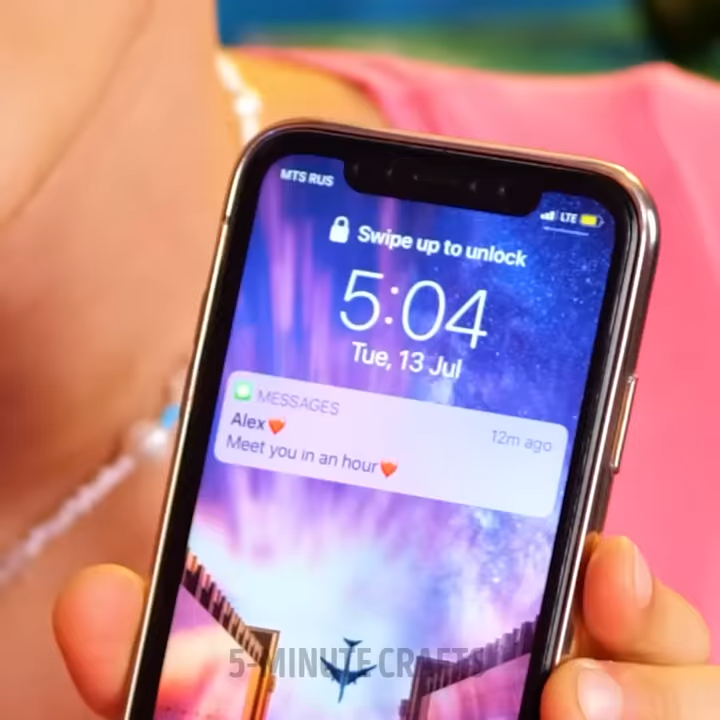 MTS RUS
LTE
Swipe up to unlock
5:04
Tue, 13 Jul
MESSAGES
12m ago
Alex❤️
Meet you in an hour❤️
5-MINUTE CRAFTS